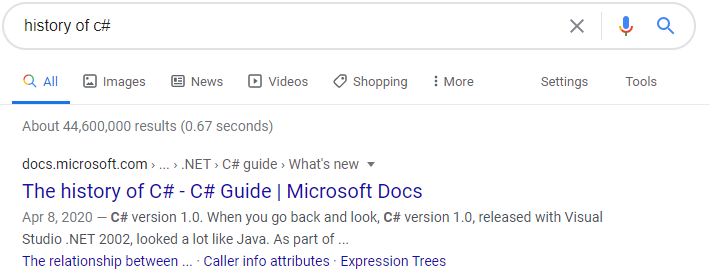 history of c#
All Images News Videos Shopping More Settings Tools
About 44,600,000 results (0.67 seconds)
docs.microsoft.com › ... › .NET › C# guide › What's new
The history of C# - C# Guide | Microsoft Docs
Apr 8, 2020 — C# version 1.0. When you go back and look, C# version 1.0, released with Visual
Studio .NET 2002, looked a lot like Java. As part of ...
The relationship between ... · Caller info attributes · Expression Trees